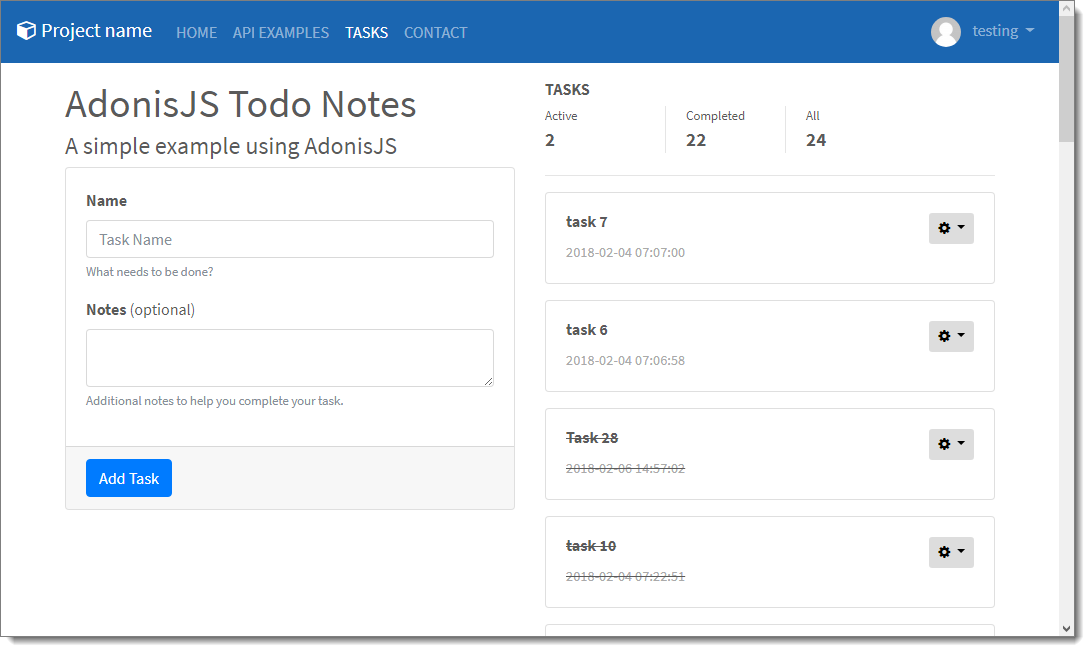 Project name HOME API EXAMPLES TASKS CONTACT testing
AdonisJS Todo Notes
A simple example using AdonisJS
Name
Task Name
What needs to be done?
Notes (optional)
Additional notes to help you complete your task.
Add Task
TASKS
Active Completed All
2 22 24
task 7
2018-02-04 07:07:00
task 6
2018-02-04 07:06:58
Task 28
2018-02-06 14:57:02
task 10
2018-02-04 07:22:51